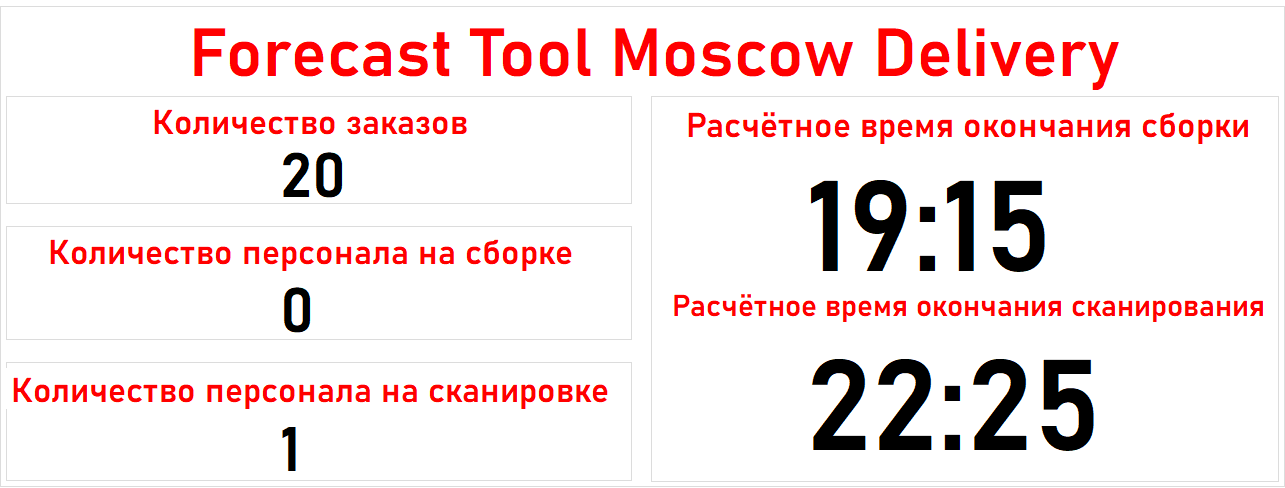 Forecast Tool Moscow Delivery
Количество заказов
20
Количество персонала на сборке
0
Количество персонала на сканировке
1
Расчётное время окончания сборки
19:15
Расчётное время окончания сканирования
22:25